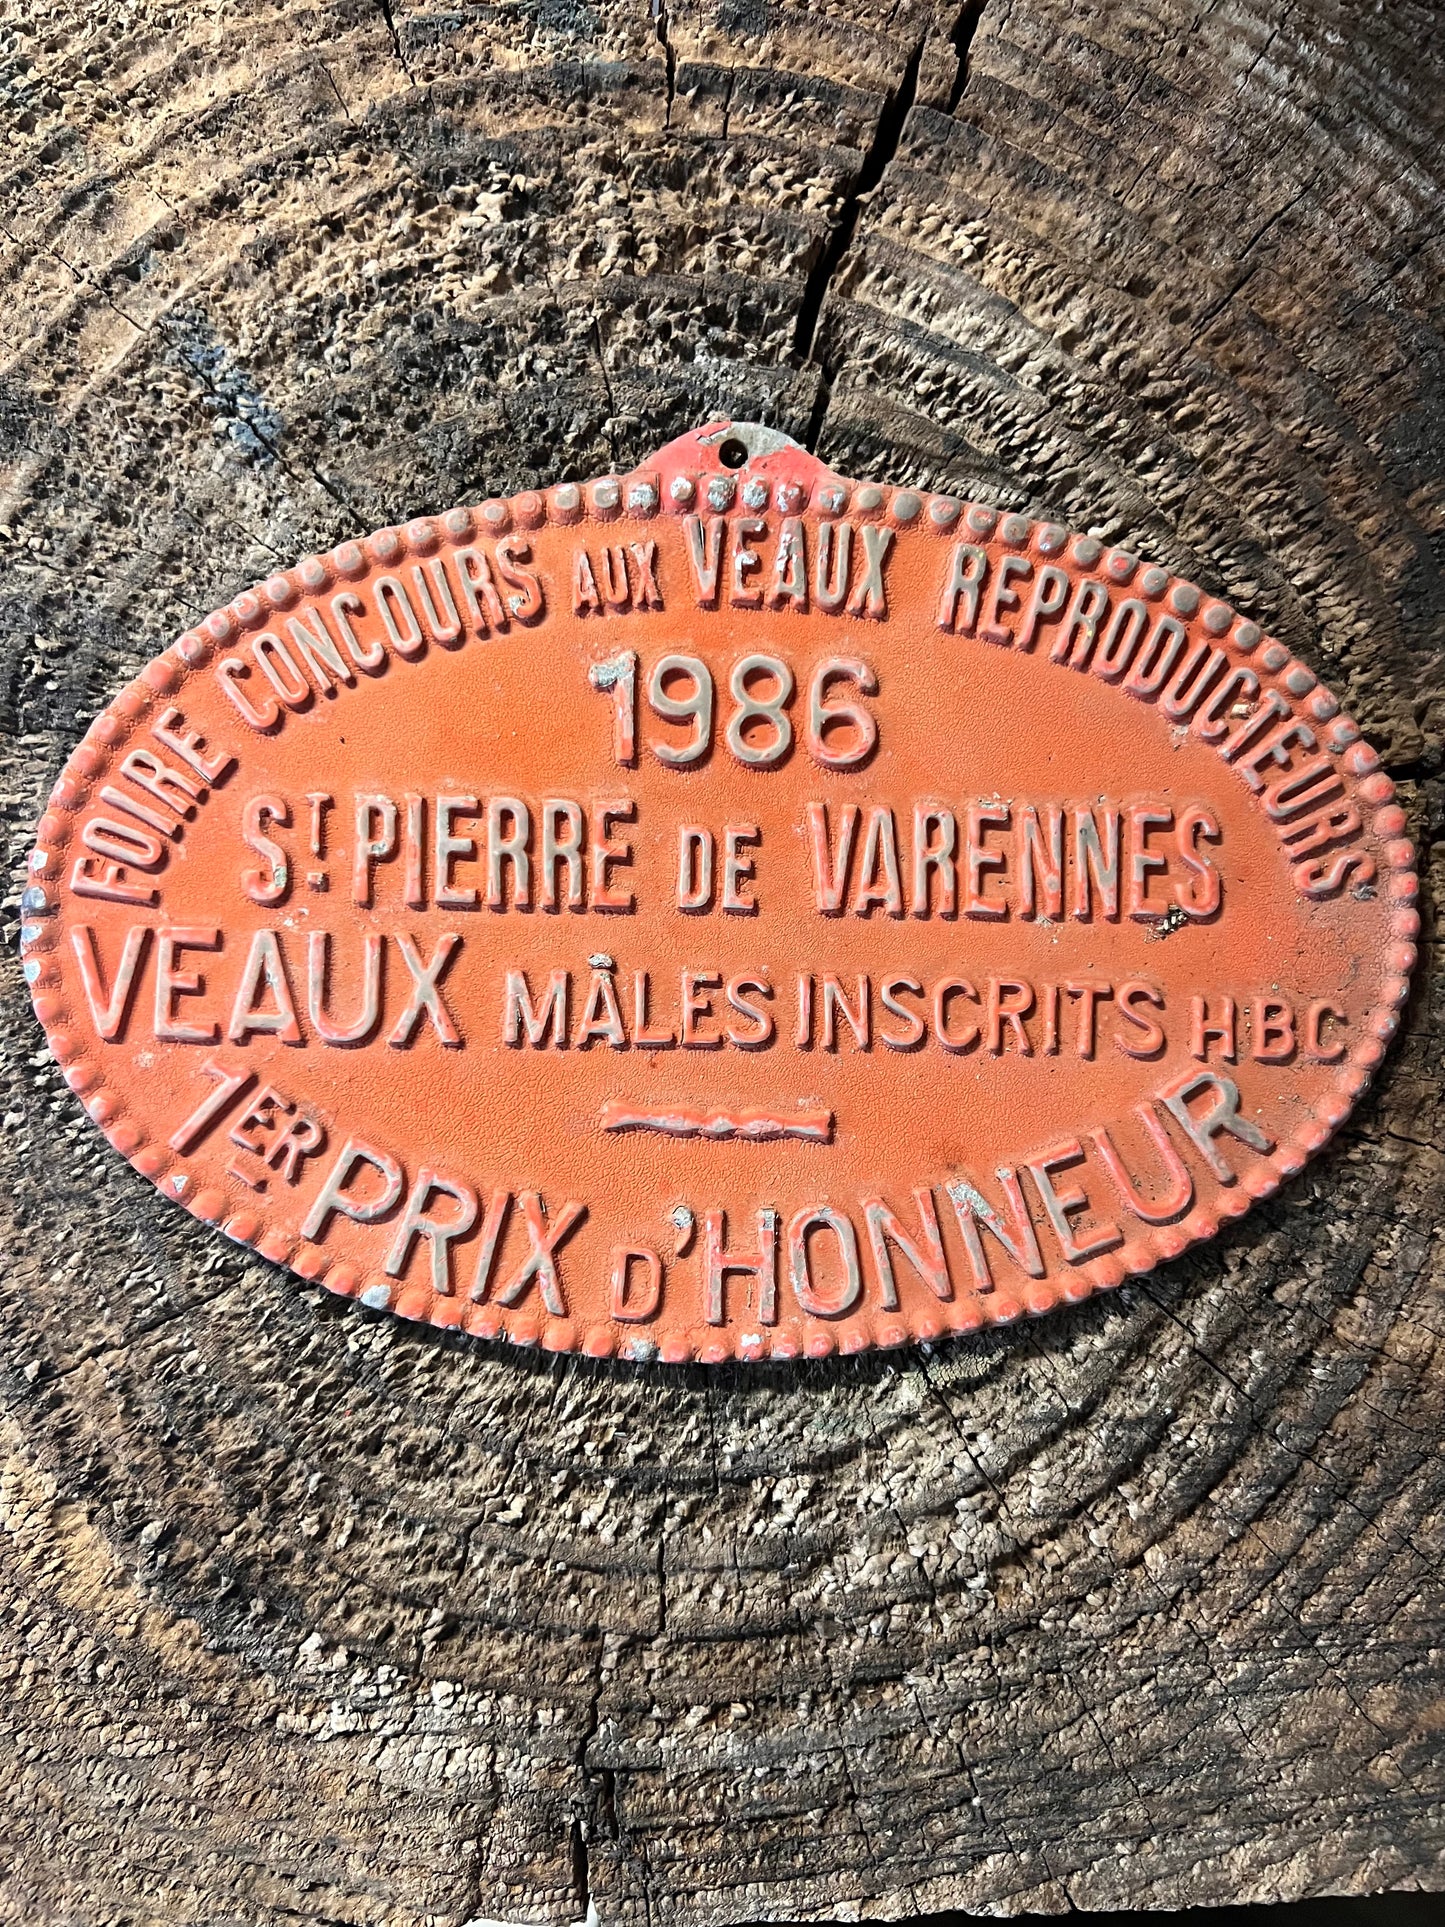 FOIRE CONCOURS AUX VEAUX REPRODUCTEURS
1986
ST. PIERRE DE VARENNES
VEAUX MÂLES INSCRITS HBC
1ER PRIX D'HONNEUR